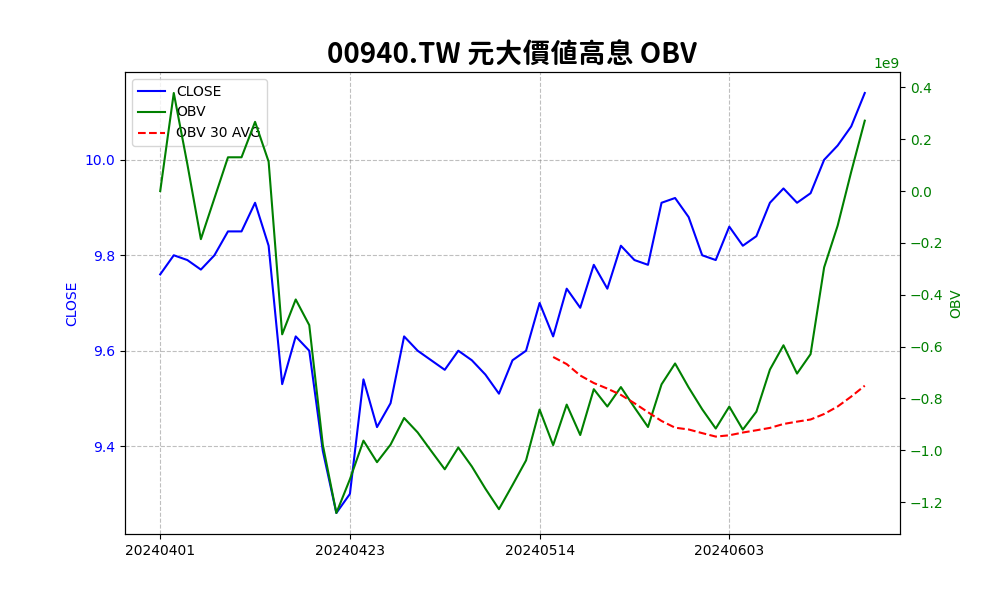 00940.TW 元大價值高息 OBV
1e9
CLOSE
OBV
OBV 30 AVG
10.0
9.8
9.6
9.4
CLOSE
0.4
0.2
0.0
−0.2
−0.4
−0.6
−0.8
−1.0
−1.2
OBV
20240401
20240423
20240514
20240603